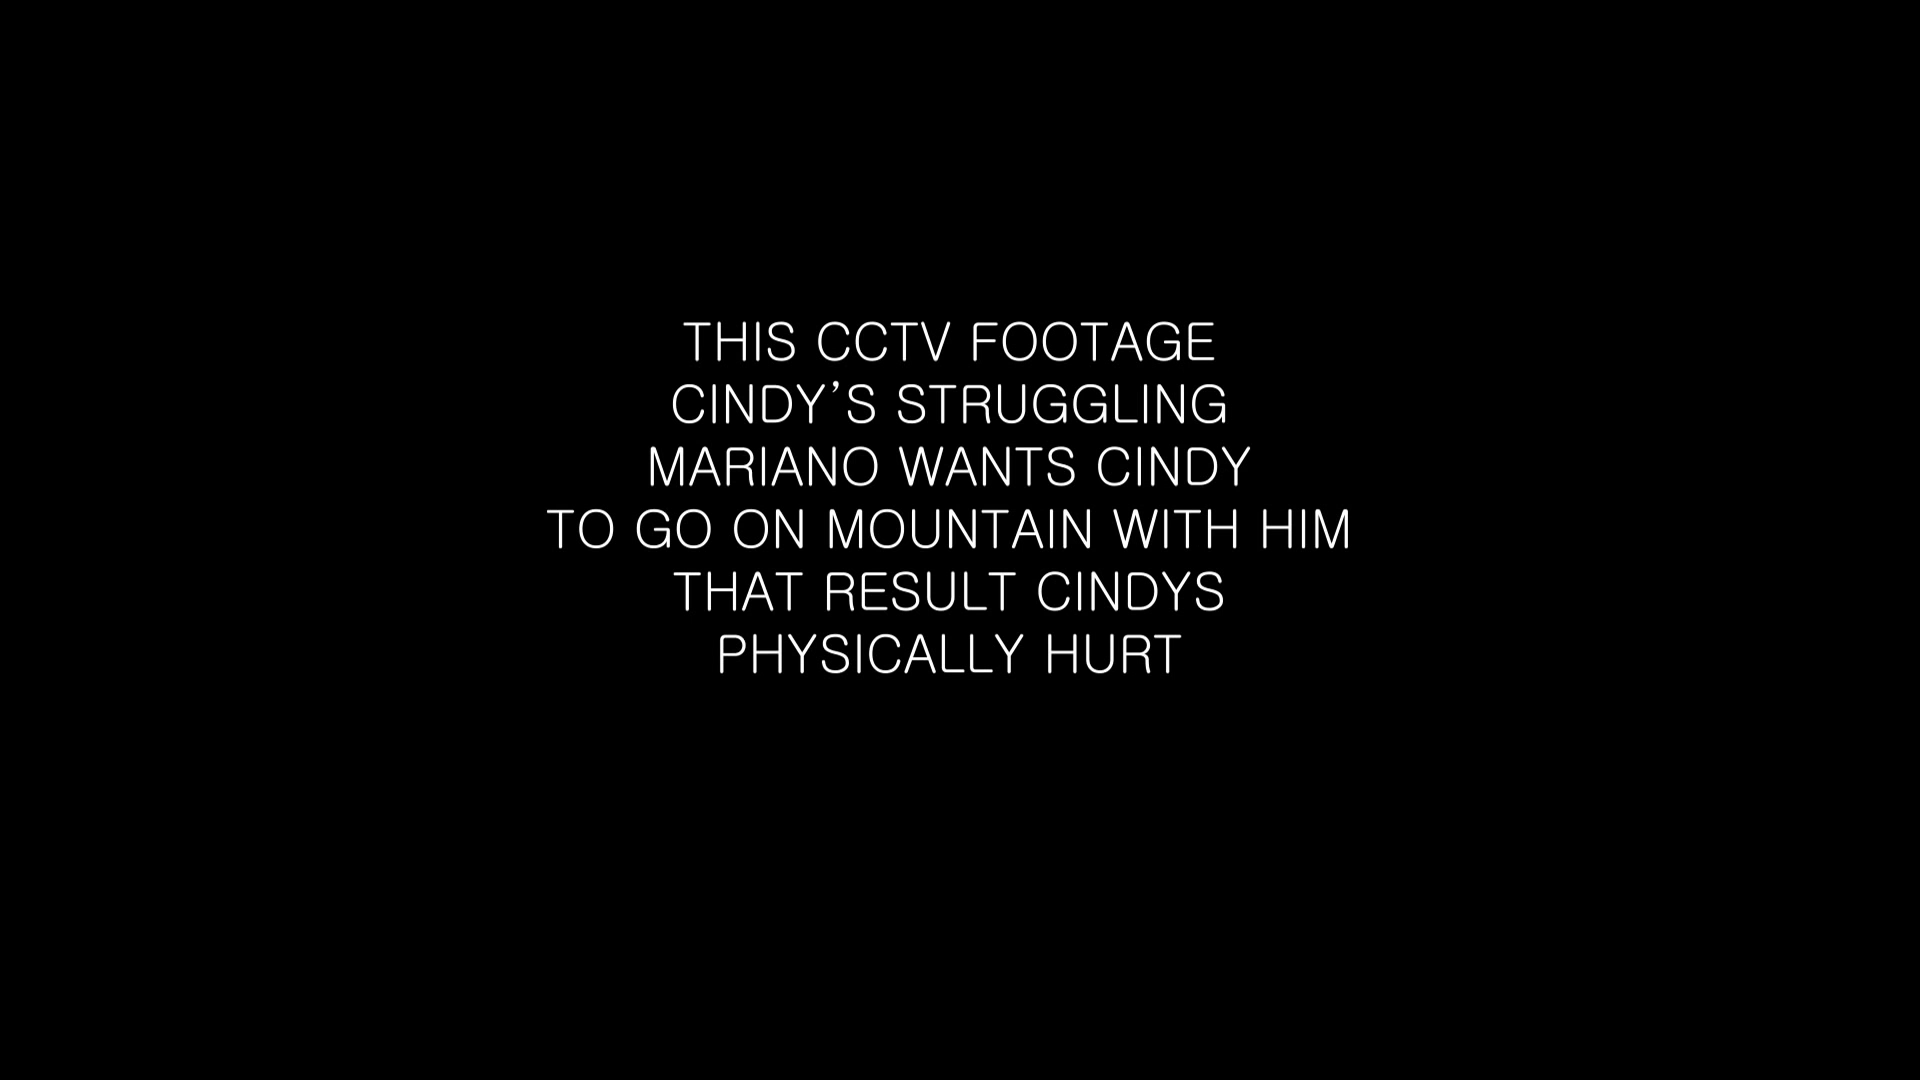 THIS CCTV FOOTAGE
CINDY’S STRUGGLING
MARIANO WANTS CINDY
TO GO ON MOUNTAIN WITH HIM
THAT RESULT CINDYS
PHYSICALLY HURT